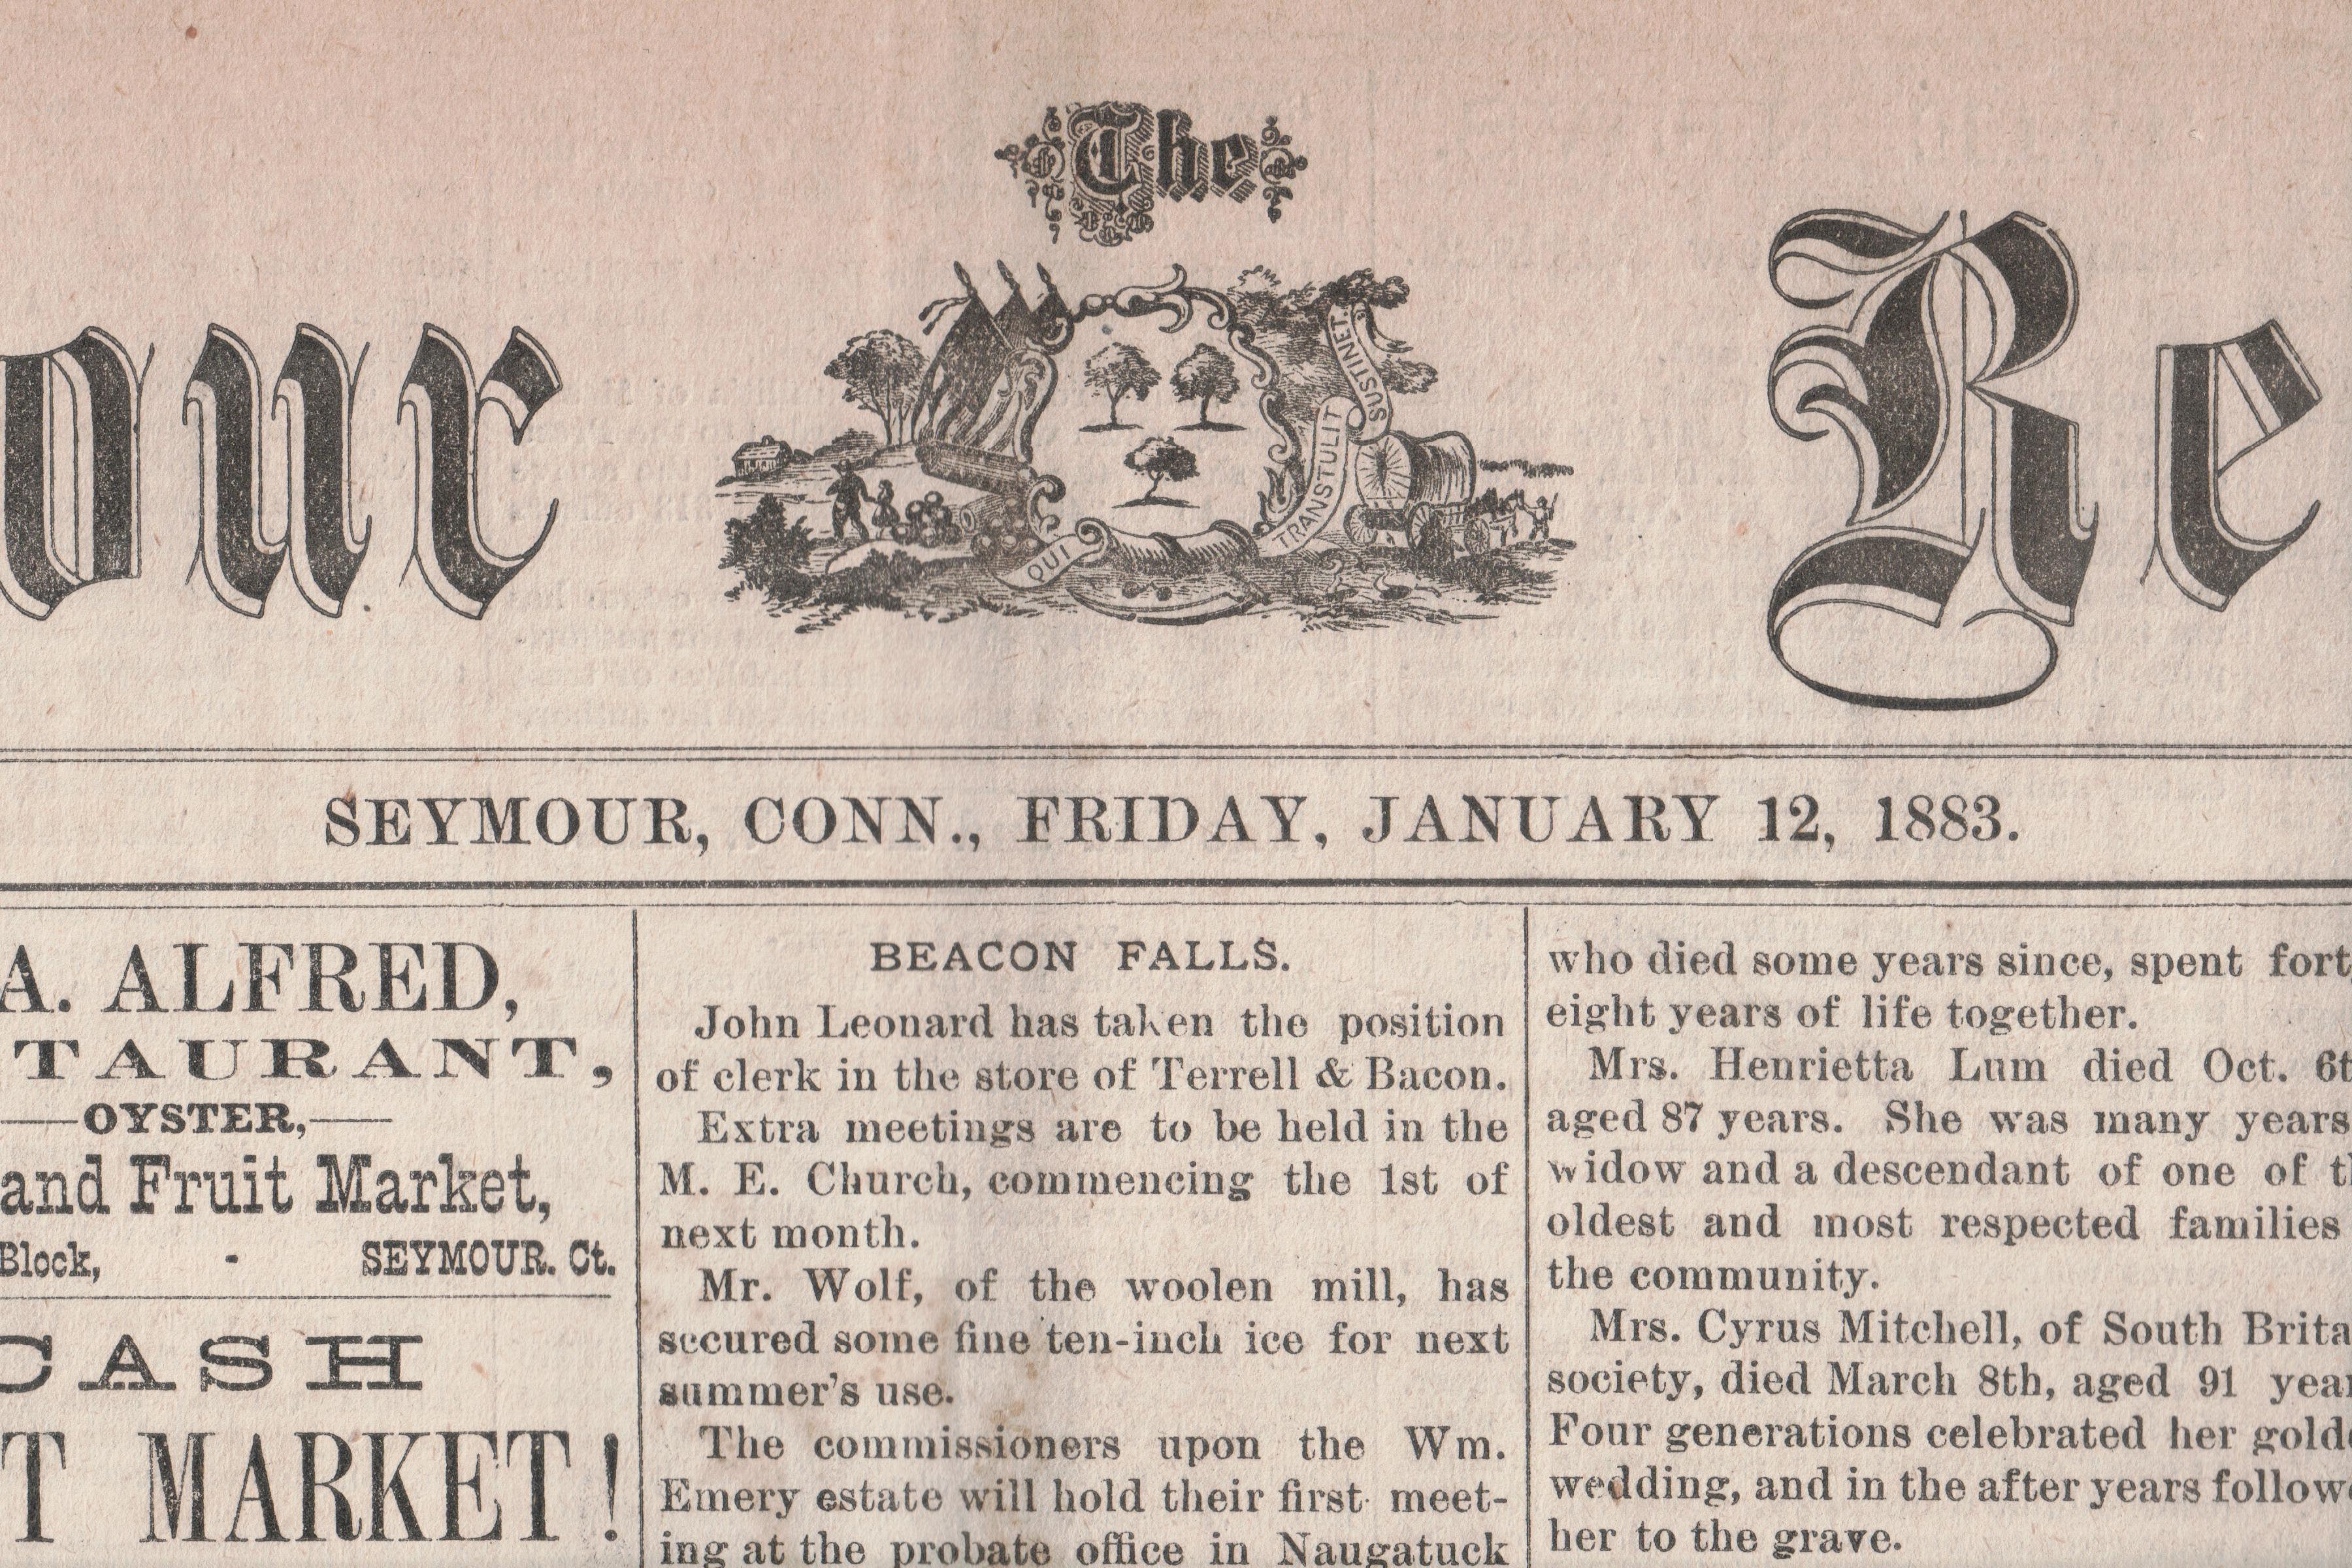 The
our Re
QUI TRANSTULIT SUSTINET
SEYMOUR, CONN., FRIDAY, JANUARY 12, 1883.
A. ALFRED,
TAURANT,
OYSTER,
and Fruit Market,
Block, - SEYMOUR. Ct.
CASH
T MARKET!
BEACON FALLS.
John Leonard has taken the position
of clerk in the store of Terrell & Bacon.
Extra meetings are to be held in the
M. E. Church, commencing the 1st of
next month.
Mr. Wolf, of the woolen mill, has
secured some fine ten-inch ice for next
summer's use.
The commissioners upon the Wm.
Emery estate will hold their first meet-
ing at the probate office in Naugatuck
who died some years since, spent fort
eight years of life together.
Mrs. Henrietta Lum died Oct. 6t
aged 87 years. She was many years
widow and a descendant of one of t
oldest and most respected families
the community.
Mrs. Cyrus Mitchell, of South Brita
society, died March 8th, aged 91 year
Four generations celebrated her golde
wedding, and in the after years followe
her to the grave.